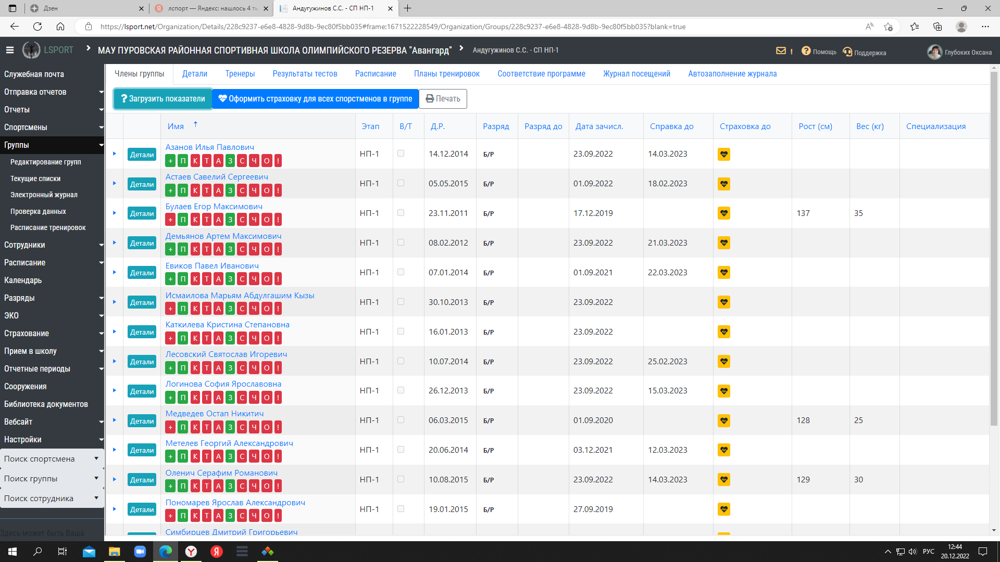 Дзен
лспорт — Яндекс: нашлось 4 ты
Андугужинов С.С. - СП НП-1
https://lsport.net/Organization/Details/228c9237-e6e8-4828-9d8b-9ec80f5bb035#frame:1671522228549/Organization/Groups/228c9237-e6e8-4828-9d8b-9ec80f5bb035?blank=true
LSPORT
МАУ ПУРОВСКАЯ РАЙОННАЯ СПОРТИВНАЯ ШКОЛА ОЛИМПИЙСКОГО РЕЗЕРВА "Авангард"
Андугужинов С.С. - СП НП-1
! Помощь Поддержка Глубоких Оксана
Служебная почта
Отправка отчетов
Отчеты
Спортсмены
Группы
Редактирование групп
Текущие списки
Электронный журнал
Проверка данных
Расписание тренировок
Сотрудники
Расписание
Календарь
Разряды
ЭКО
Страхование
Прием в школу
Отчетные периоды
Сооружения
Библиотека документов
Вебсайт
Настройки
Поиск спортсмена
Поиск группы
Поиск сотрудника
Здесь может быть Ваша
Члены группы Детали Тренеры Результаты тестов Расписание Планы тренировок Соответствие программе Журнал посещений Автозаполнение журнала
? Загрузить показатели Оформить страховку для всех спорстменов в группе Печать
Имя Этап В/Т Д.Р. Разряд Разряд до Дата зачисл. Справка до Страховка до Рост (см) Вес (кг) Специализация
Азанов Илья Павлович
Детали + П К Т А З С Ч О ! НП-1 14.12.2014 Б/Р 23.09.2022 14.03.2023
Астаев Савелий Сергеевич
Детали + П К Т А З С Ч О ! НП-1 05.05.2015 Б/Р 01.09.2022 18.02.2023
Булаев Егор Максимович
Детали + П К Т А З С Ч О ! НП-1 23.11.2011 Б/Р 17.12.2019 137 35
Демьянов Артем Максимович
Детали + П К Т А З С Ч О ! НП-1 08.02.2012 Б/Р 23.09.2022 21.03.2023
Евиков Павел Иванович
Детали + П К Т А З С Ч О ! НП-1 07.01.2014 Б/Р 01.09.2021 22.03.2023
Исмаилова Марьям Абдулгашим Кызы
Детали + П К Т А З С Ч О ! НП-1 30.10.2013 Б/Р 23.09.2022
Каткилева Кристина Степановна
Детали + П К Т А З С Ч О ! НП-1 16.01.2013 Б/Р 23.09.2022
Лесовский Святослав Игоревич
Детали + П К Т А З С Ч О ! НП-1 10.07.2014 Б/Р 23.09.2022 25.02.2023
Логинова София Ярославовна
Детали + П К Т А З С Ч О ! НП-1 26.12.2013 Б/Р 23.09.2022 15.03.2023
Медведев Остап Никитич
Детали + П К Т А З С Ч О ! НП-1 06.03.2015 Б/Р 01.09.2020 128 25
Метелев Георгий Александрович
Детали + П К Т А З С Ч О ! НП-1 20.06.2014 Б/Р 03.12.2021 12.03.2023
Оленич Серафим Романович
Детали + П К Т А З С Ч О ! НП-1 10.08.2015 Б/Р 23.09.2022 14.03.2023 129 30
Пономарев Ярослав Александрович
Детали + П К Т А З С Ч О ! НП-1 19.01.2015 Б/Р 27.09.2019
Симбирцев Дмитрий Григорьевич
РУС
12:44
20.12.2022